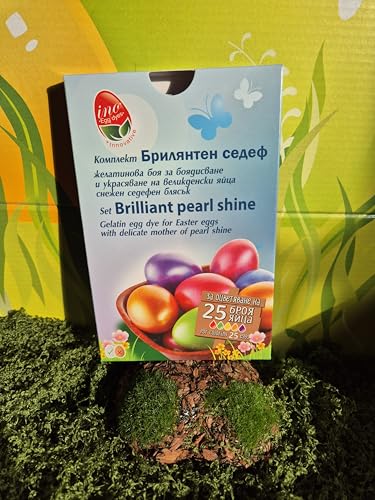 ino
Egg dyes
innovative
Комплект Брилянтен седеф
желатинова боя за боядисване
и украсяване на великденски яйца
снежен седефен блясък
Set Brilliant pearl shine
Gelatin egg dye for Easter eggs
with delicate mother of pearl shine
за оцветяване на
25 броя
яйца